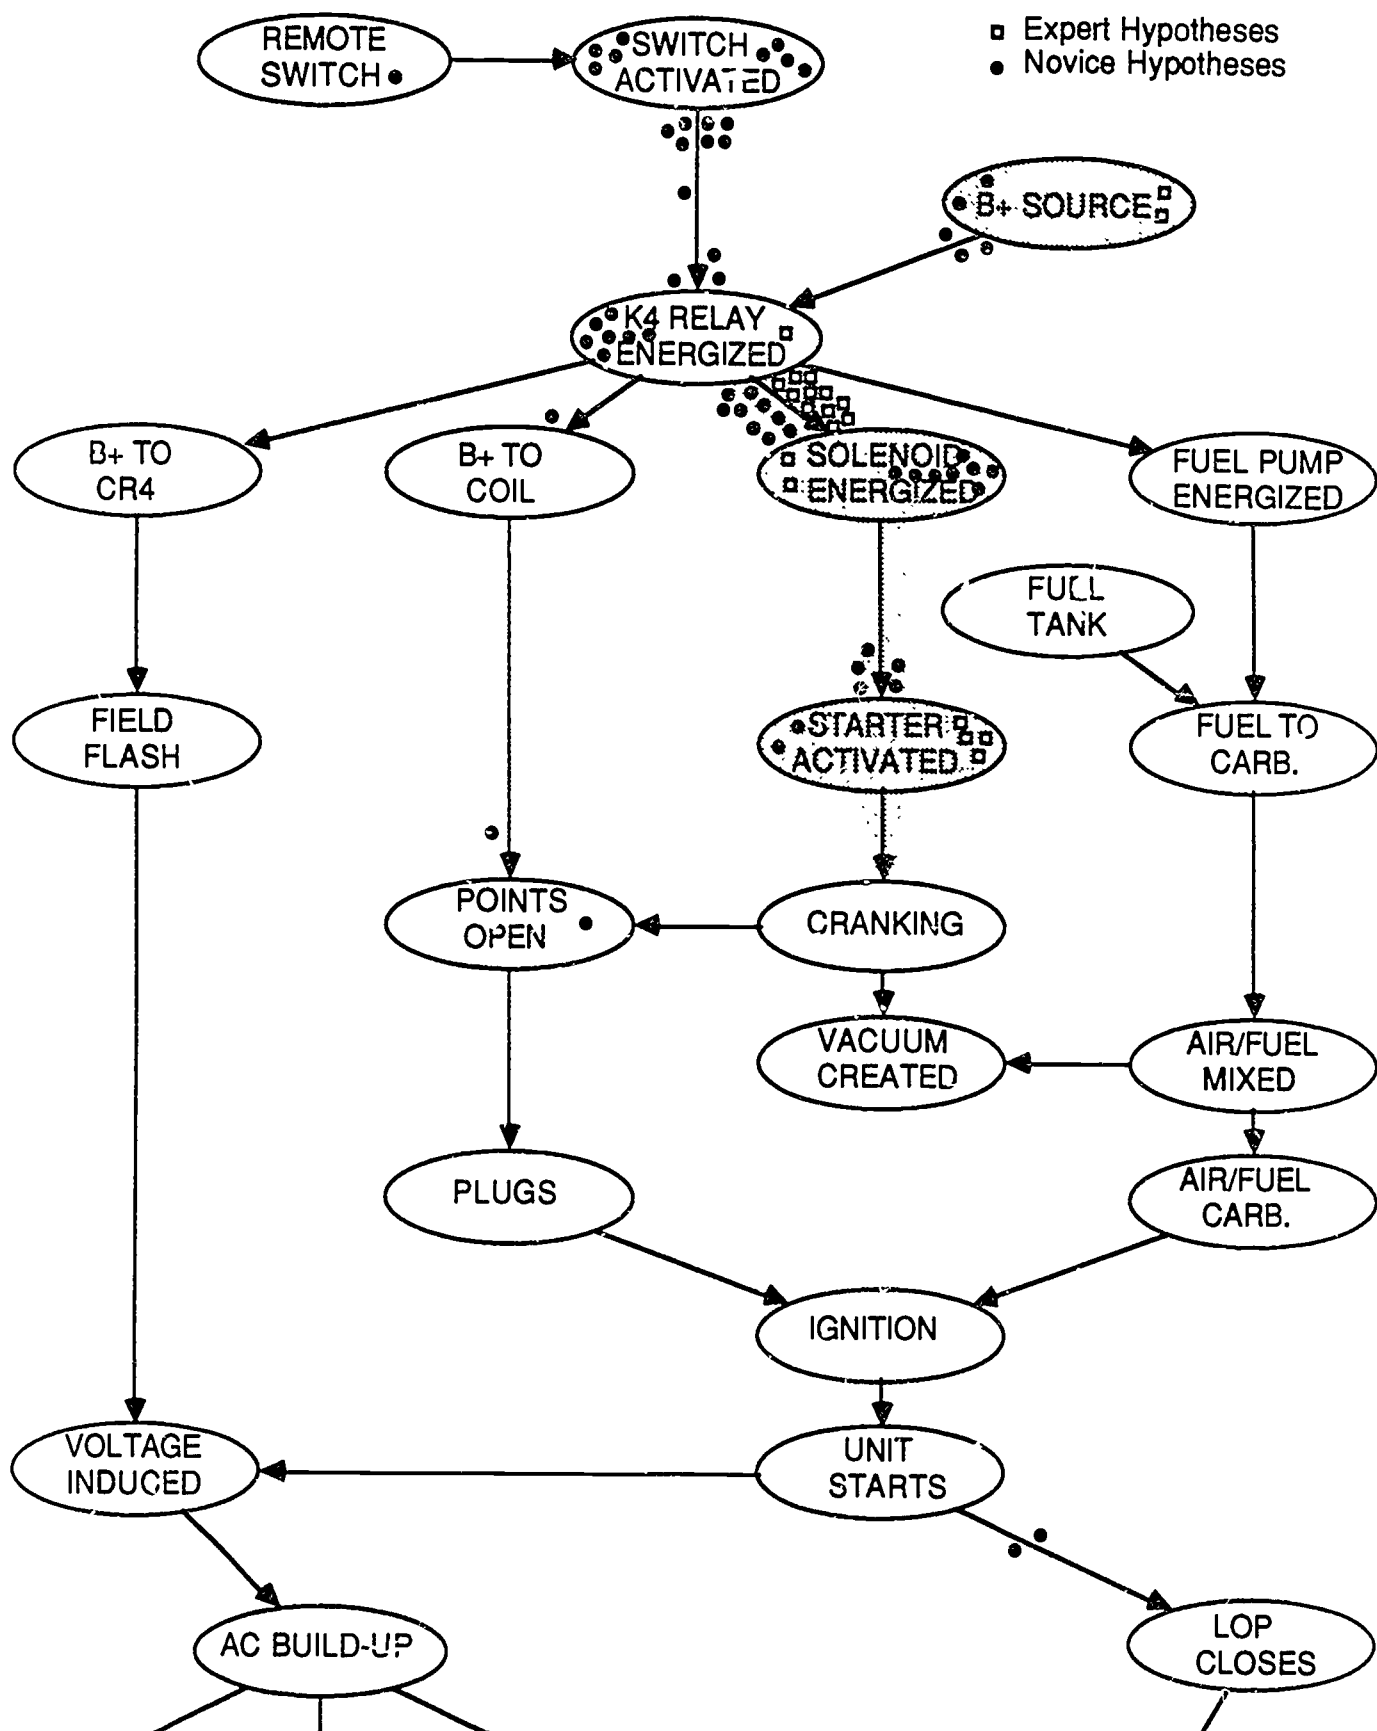 REMOTE
SWITCH
SWITCH
ACTIVATED
Expert Hypotheses
Novice Hypotheses
B+ SOURCE
K4 RELAY
ENERGIZED
B+ TO
CR4
B+ TO
COIL
SOLENOID
ENERGIZED
FUEL PUMP
ENERGIZED
FULL
TANK
FIELD
FLASH
STARTER
ACTIVATED
FUEL TO
CARB.
POINTS
OPEN
CRANKING
VACUUM
CREATED
AIR/FUEL
MIXED
PLUGS
AIR/FUEL
CARB.
IGNITION
VOLTAGE
INDUCED
UNIT
STARTS
AC BUILD-UP
LOP
CLOSES